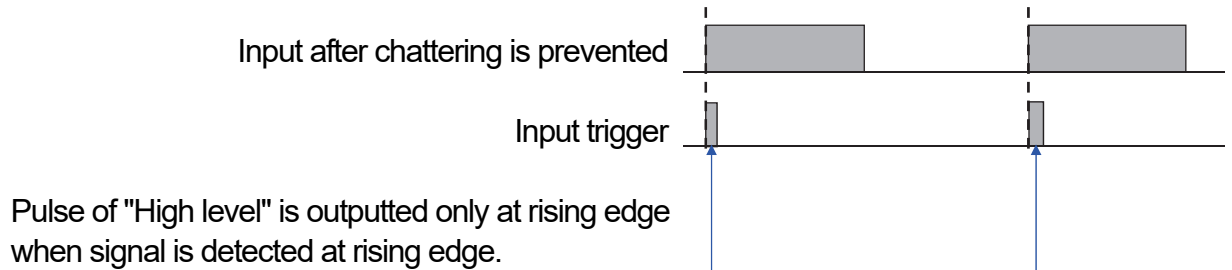 Input after chattering is prevented
Input trigger
Pulse of "High level" is outputted only at rising edge
when signal is detected at rising edge.